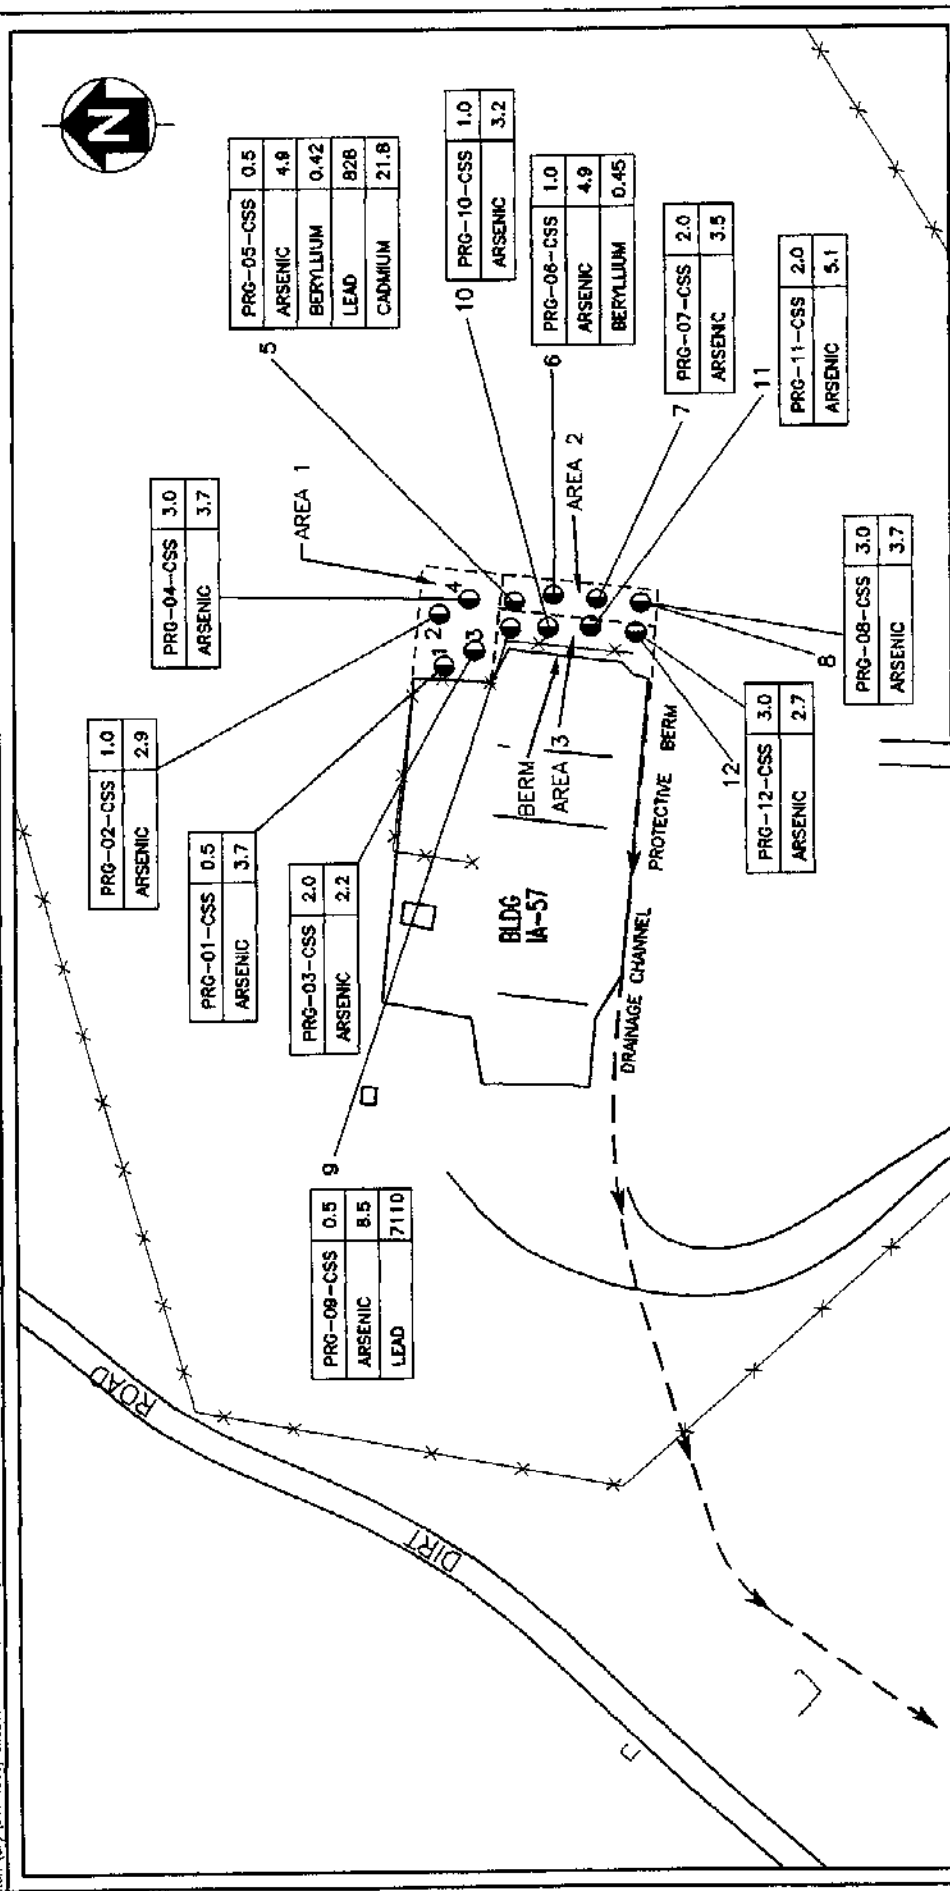 N
PRG-05-CSS 0.5
ARSENIC 4.9
BERYLLIUM 0.42
LEAD 828
CADMIUM 21.8
5
PRG-10-CSS 1.0
ARSENIC 3.2
10
PRG-06-CSS 1.0
ARSENIC 4.9
BERYLLIUM 0.45
6
PRG-07-CSS 2.0
ARSENIC 3.5
7
PRG-11-CSS 2.0
ARSENIC 5.1
11
PRG-04-CSS 3.0
ARSENIC 3.7
AREA 1
AREA 2
PRG-08-CSS 3.0
ARSENIC 3.7
8
PRG-02-CSS 1.0
ARSENIC 2.9
PRG-01-CSS 0.5
ARSENIC 3.7
PRG-03-CSS 2.0
ARSENIC 2.2
1
2
3
4
BERM
AREA 3
PRG-12-CSS 3.0
ARSENIC 2.7
12
BLDG
IA-57
PROTECTIVE BERM
DRAINAGE CHANNEL
PRG-09-CSS 0.5
ARSENIC 8.5
LEAD 7110
9
DIRT ROAD